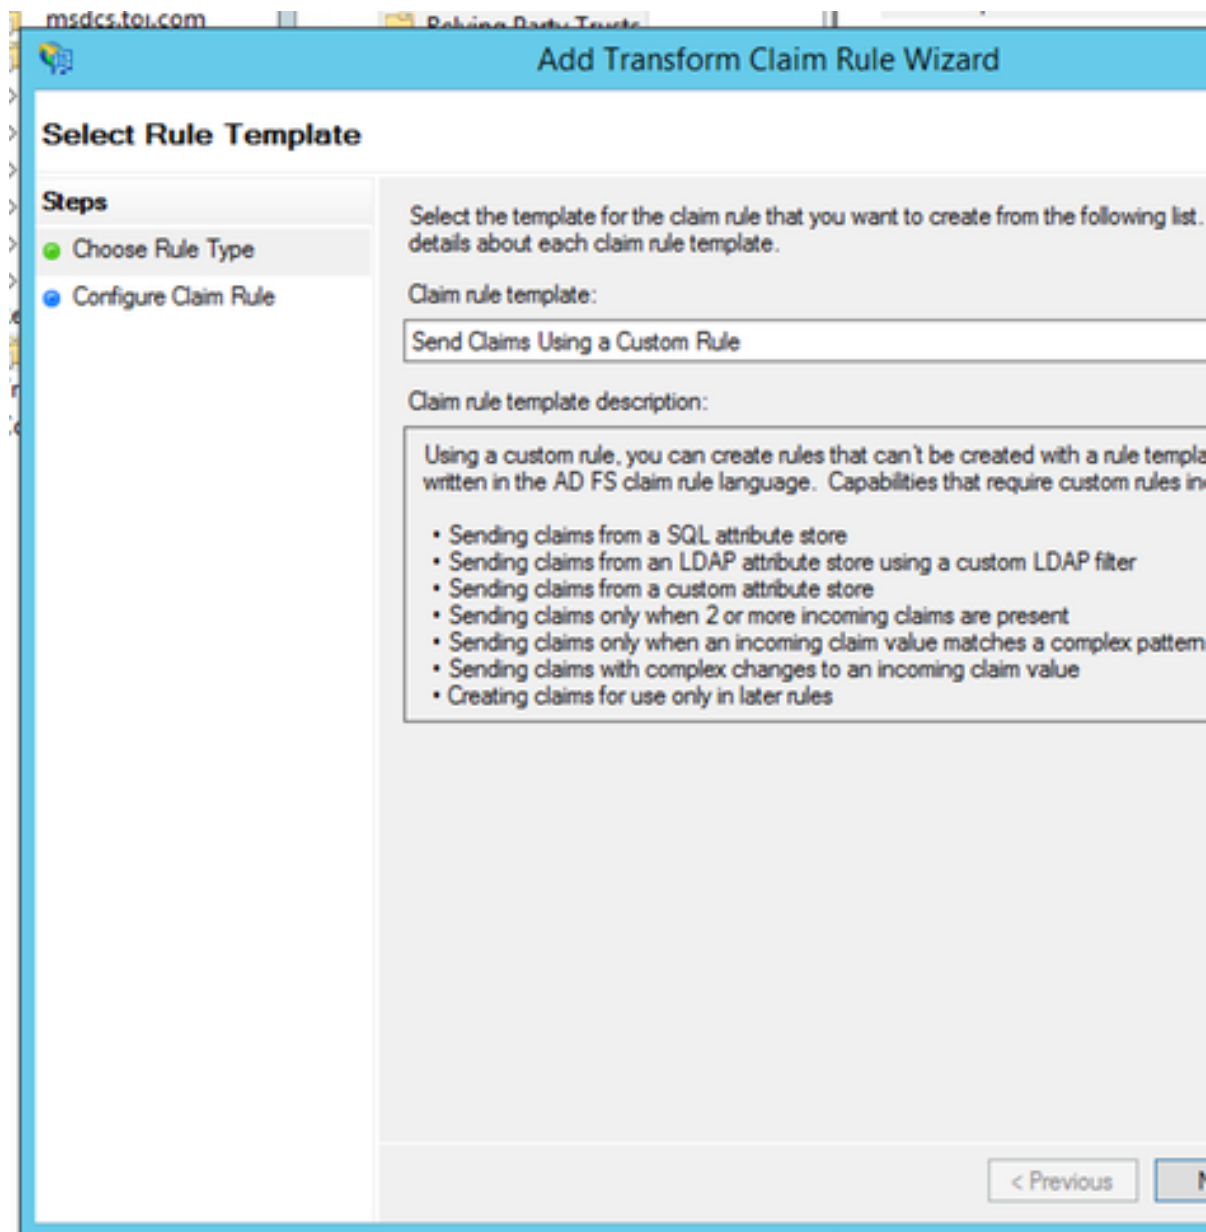 msdcs.toi.com
Relying Party Trusts
Add Transform Claim Rule Wizard
Select Rule Template
Steps
Choose Rule Type
Configure Claim Rule
Select the template for the claim rule that you want to create from the following list.
details about each claim rule template.
Claim rule template:
Send Claims Using a Custom Rule
Claim rule template description:
Using a custom rule, you can create rules that can't be created with a rule templa
written in the AD FS claim rule language. Capabilities that require custom rules in
• Sending claims from a SQL attribute store
• Sending claims from an LDAP attribute store using a custom LDAP filter
• Sending claims from a custom attribute store
• Sending claims only when 2 or more incoming claims are present
• Sending claims only when an incoming claim value matches a complex pattern
• Sending claims with complex changes to an incoming claim value
• Creating claims for use only in later rules
< Previous